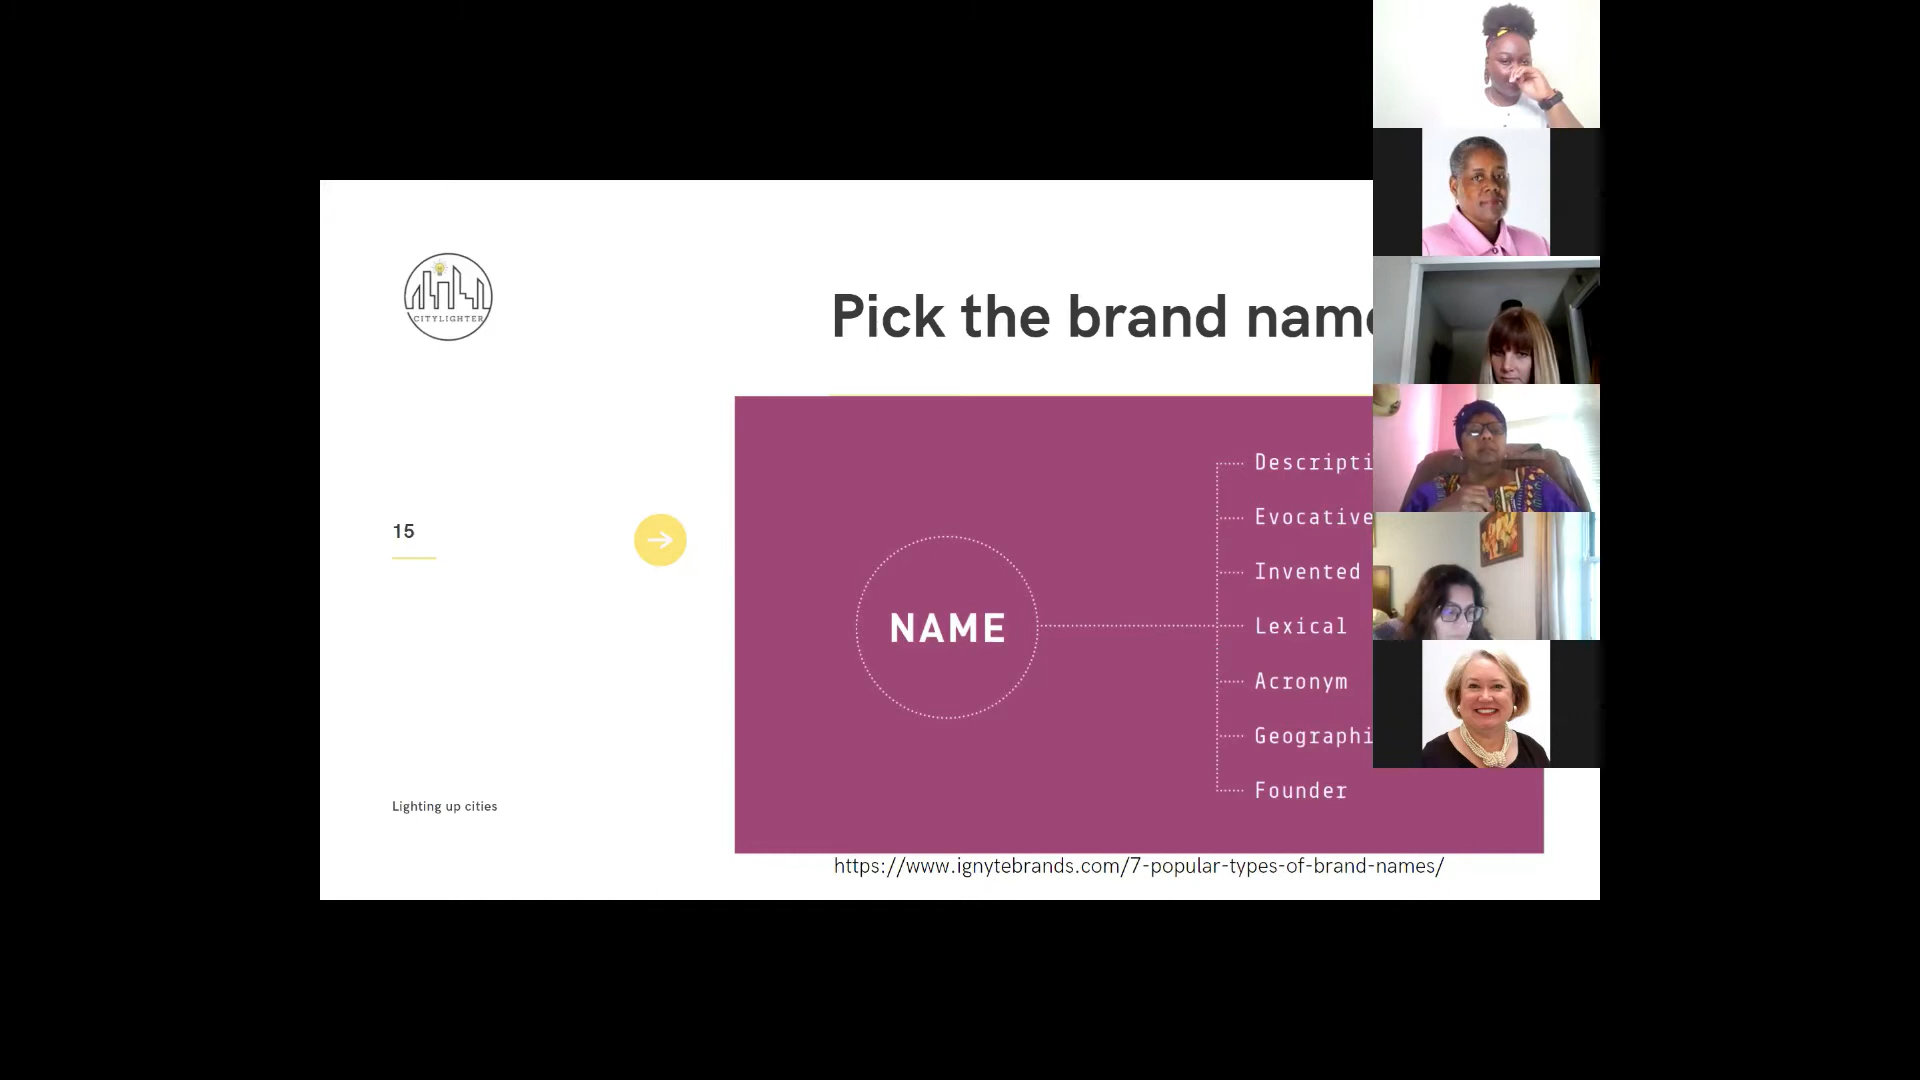 CITYLIGHTER
Pick the brand name
15
NAME
Descripti
Evocative
Invented
Lexical
Acronym
Geographi
Founder
Lighting up cities
https://www.ignytebrands.com/7-popular-types-of-brand-names/